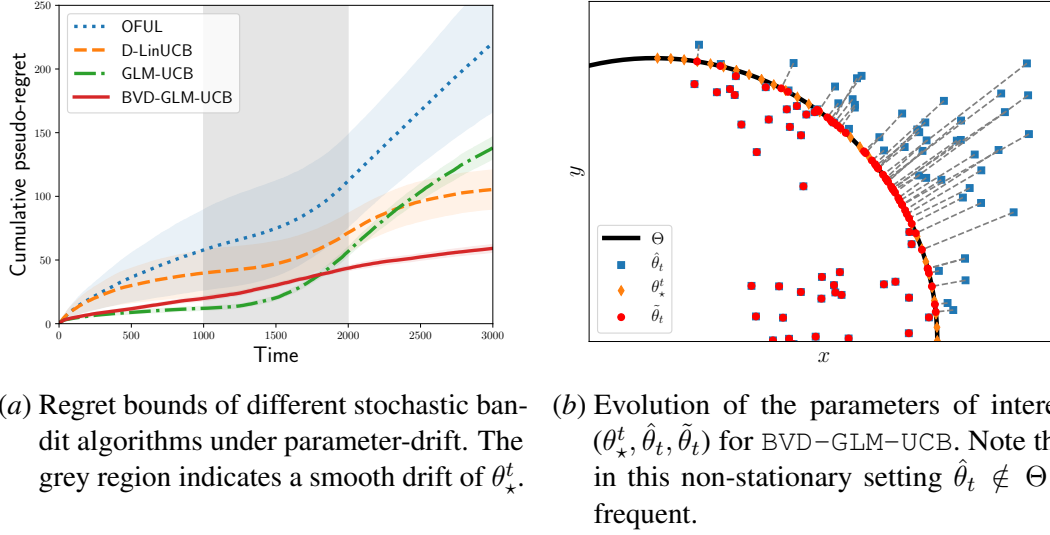 250
200
150
100
50
0
0 500 1000 1500 2000 2500 3000
Cumulative pseudo-regret
Time
OFUL
D-LinUCB
GLM-UCB
BVD-GLM-UCB
y
x
Θ
θ̂_t
θ_⋆^t
θ̃_t
(a) Regret bounds of different stochastic ban-
dit algorithms under parameter-drift. The
grey region indicates a smooth drift of θ_⋆^t.
(b) Evolution of the parameters of intere
(θ_⋆^t, θ̂_t, θ̃_t) for BVD-GLM-UCB. Note th
in this non-stationary setting θ̂_t ∉ Θ
frequent.